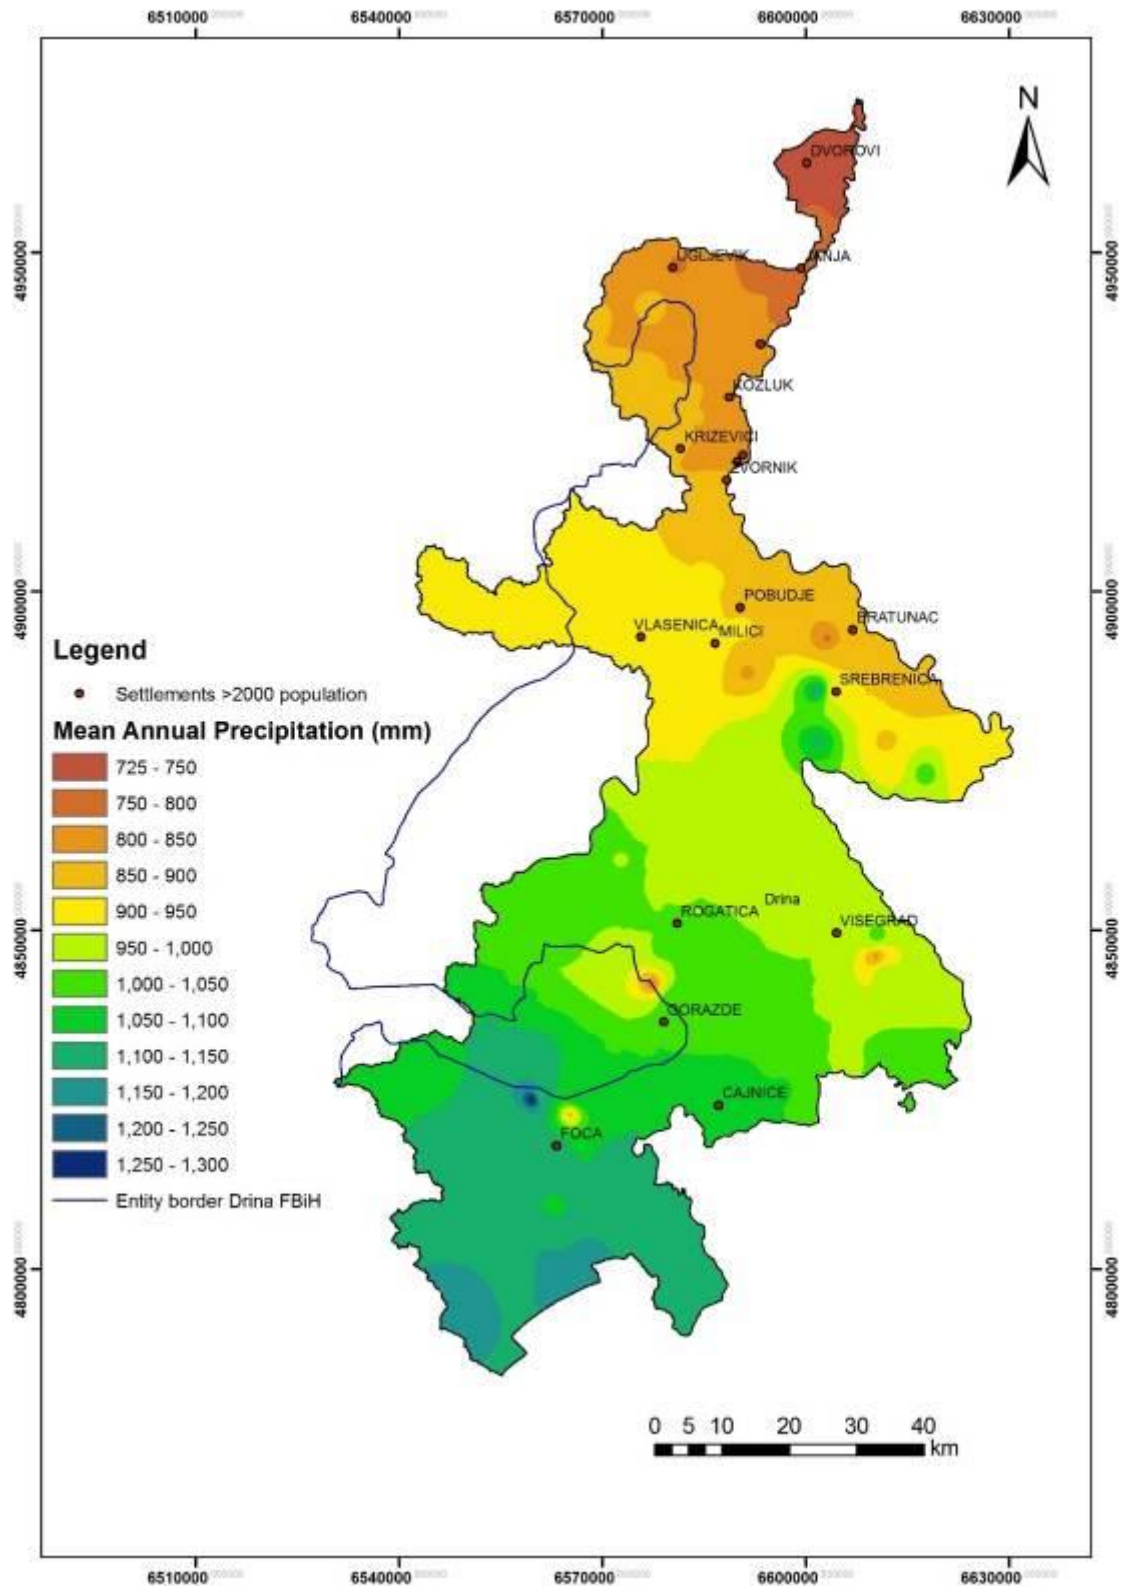 6510000 6540000 6570000 6600000 6630000
N
DVOROVI
4950000 4950000
UGLJEVIK JANJA
KOZLUK
KRIZEVICI
ZVORNIK
4900000 4900000
POBUDJE
BRATUNAC
VLASENICA MILICI
SREBRENICA
Legend
Settlements >2000 population
Mean Annual Precipitation (mm)
725 - 750
750 - 800
800 - 850
850 - 900
900 - 950
950 - 1,000
1,000 - 1,050
1,050 - 1,100
1,100 - 1,150
1,150 - 1,200
1,200 - 1,250
1,250 - 1,300
Entity border Drina FBiH
Drina
ROGATICA
VISEGRAD
4850000 4850000
GORAZDE
CAJNICE
FOCA
4800000 4800000
0 5 10 20 30 40
km
6510000 6540000 6570000 6600000 6630000